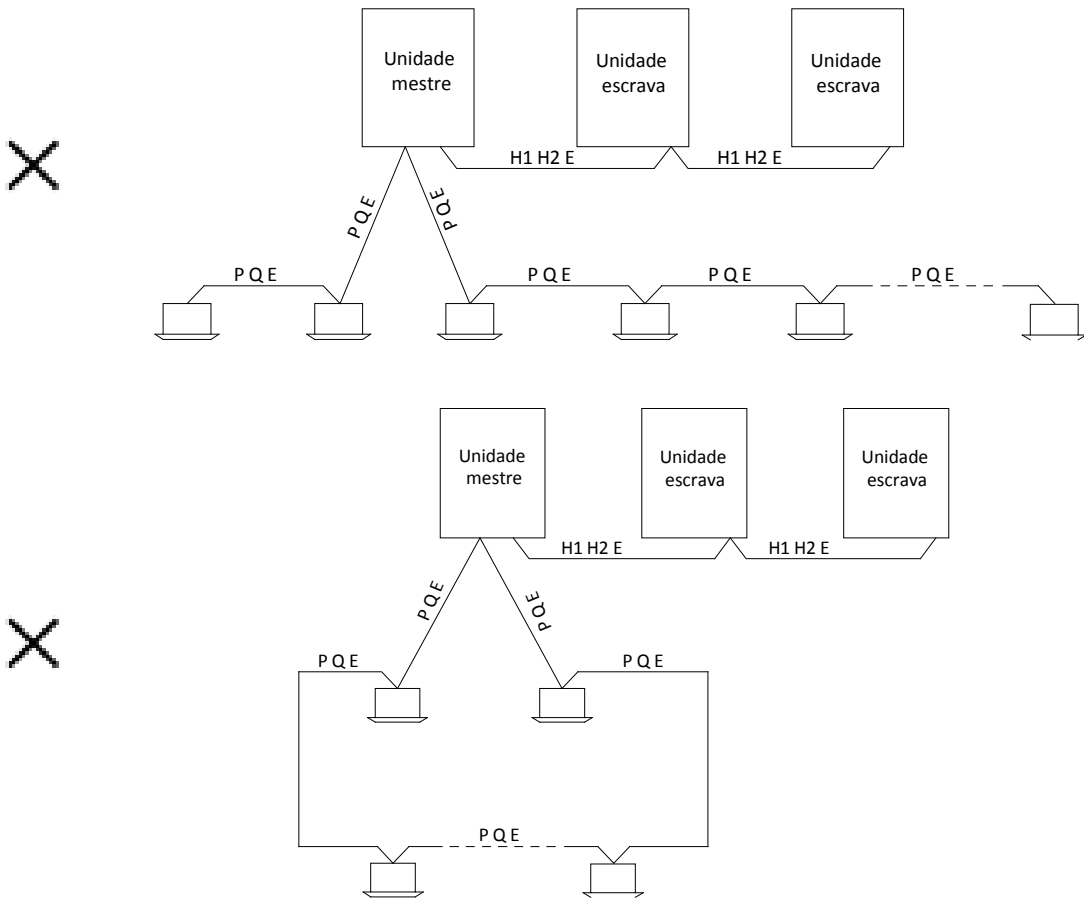 Unidade
mestre
Unidade
escrava
Unidade
escrava
H1 H2 E
H1 H2 E
P Q E
P Q E
P Q E
P Q E
P Q E
P Q E
Unidade
mestre
Unidade
escrava
Unidade
escrava
H1 H2 E
H1 H2 E
P Q E
P Q E
P Q E
P Q E
P Q E